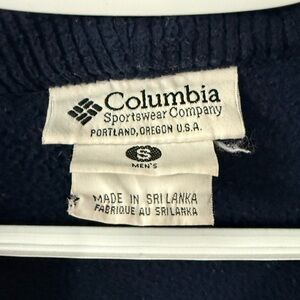 Columbia
Sportswear Company
PORTLAND, OREGON U.S.A.
S
MEN'S
MADE IN SRI LANKA
FABRIQUE AU SRI LANKA